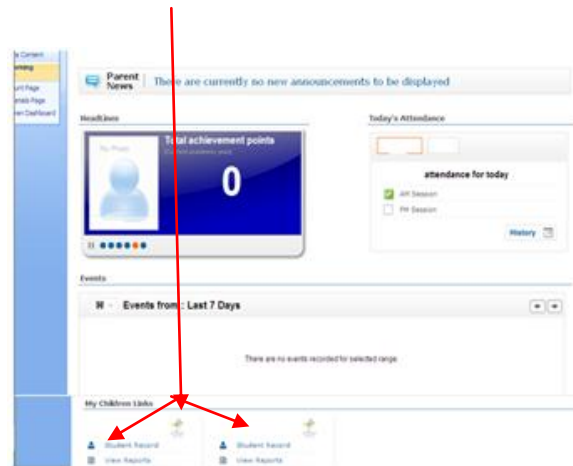 Parent News
There are currently no new announcements to be displayed
Headlines
Today's Attendance
Total achievement points
No Photo
0
attendance for today
AM Session
PM Session
History
Events
Events from : Last 7 Days
There are no events recorded for selected range.
My Children Links
Student Record
Student Record
View Reports
View Reports